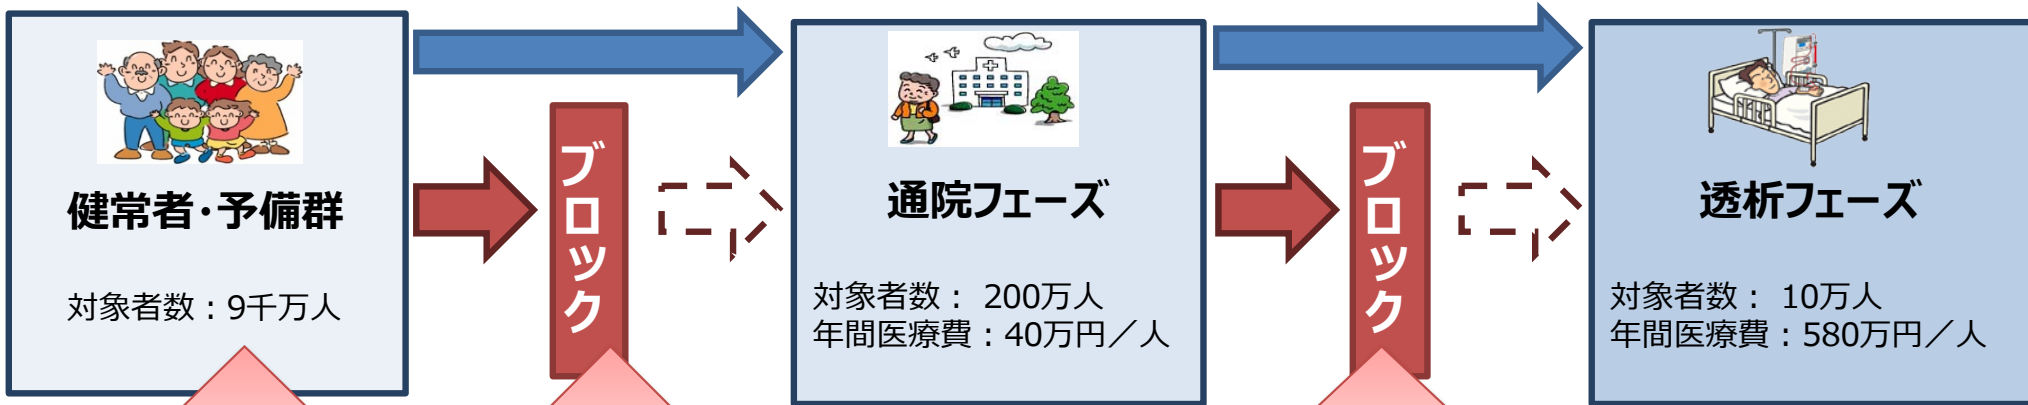 健常者・予備群
対象者数：9千万人
ブロック
通院フェーズ
対象者数： 200万人
年間医療費：40万円／人
ブロック
透析フェーズ
対象者数： 10万人
年間医療費：580万円／人